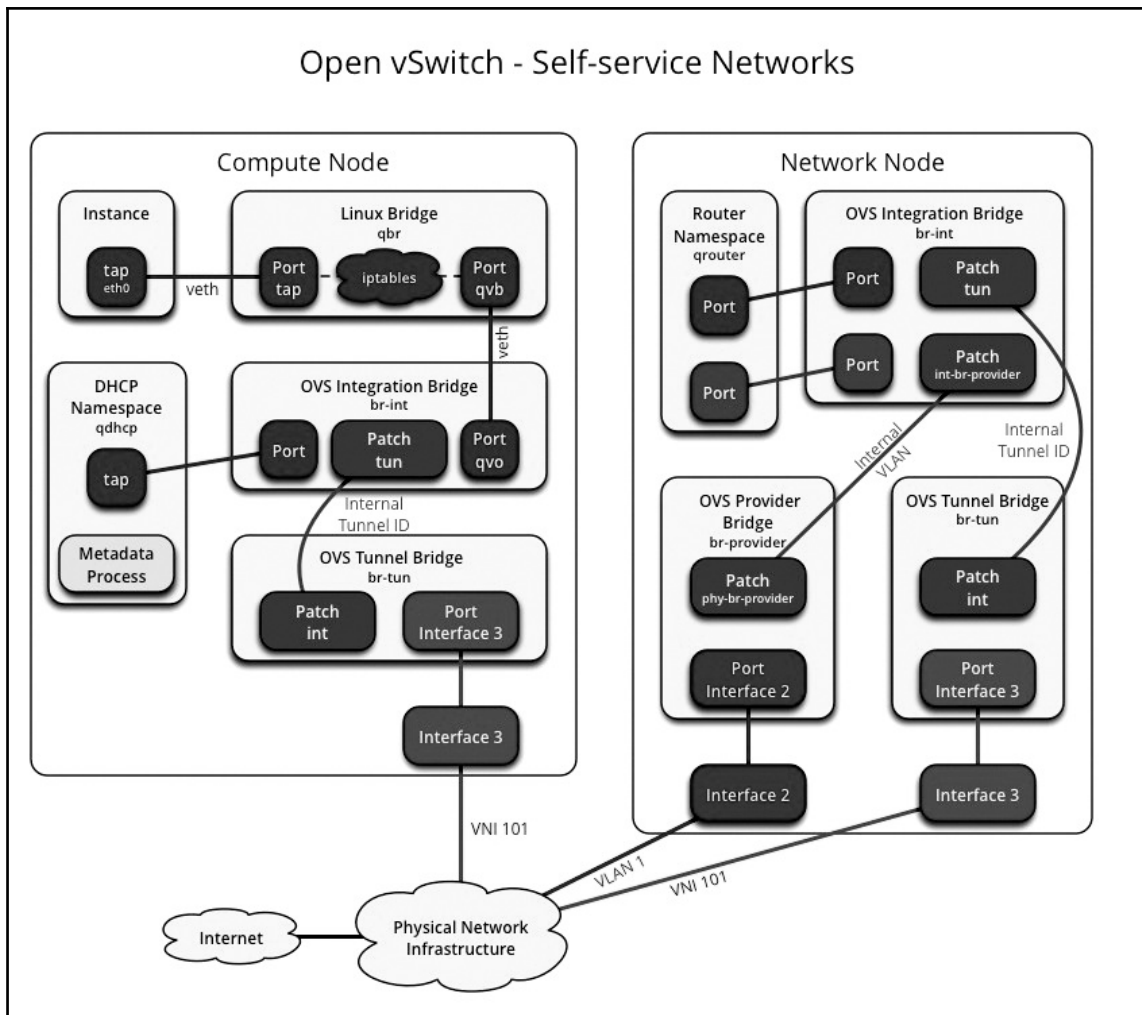 Open vSwitch - Self-service Networks
Compute Node
Instance
tap
eth0
veth
Linux Bridge
qbr
Port
tap
iptables
Port
qvb
veth
DHCP
Namespace
qdhcp
tap
Metadata
Process
OVS Integration Bridge
br-int
Port
Patch
tun
Port
qvo
Internal
Tunnel ID
OVS Tunnel Bridge
br-tun
Patch
int
Port
Interface 3
Interface 3
VNI 101
Network Node
Router
Namespace
qrouter
Port
Port
OVS Integration Bridge
br-int
Port
Patch
tun
Port
Patch
int-br-provider
Internal
VLAN
Internal
Tunnel ID
OVS Provider
Bridge
br-provider
Patch
phy-br-provider
Port
Interface 2
OVS Tunnel Bridge
br-tun
Patch
int
Port
Interface 3
Interface 2
Interface 3
VLAN 1
VNI 101
Internet
Physical Network
Infrastructure